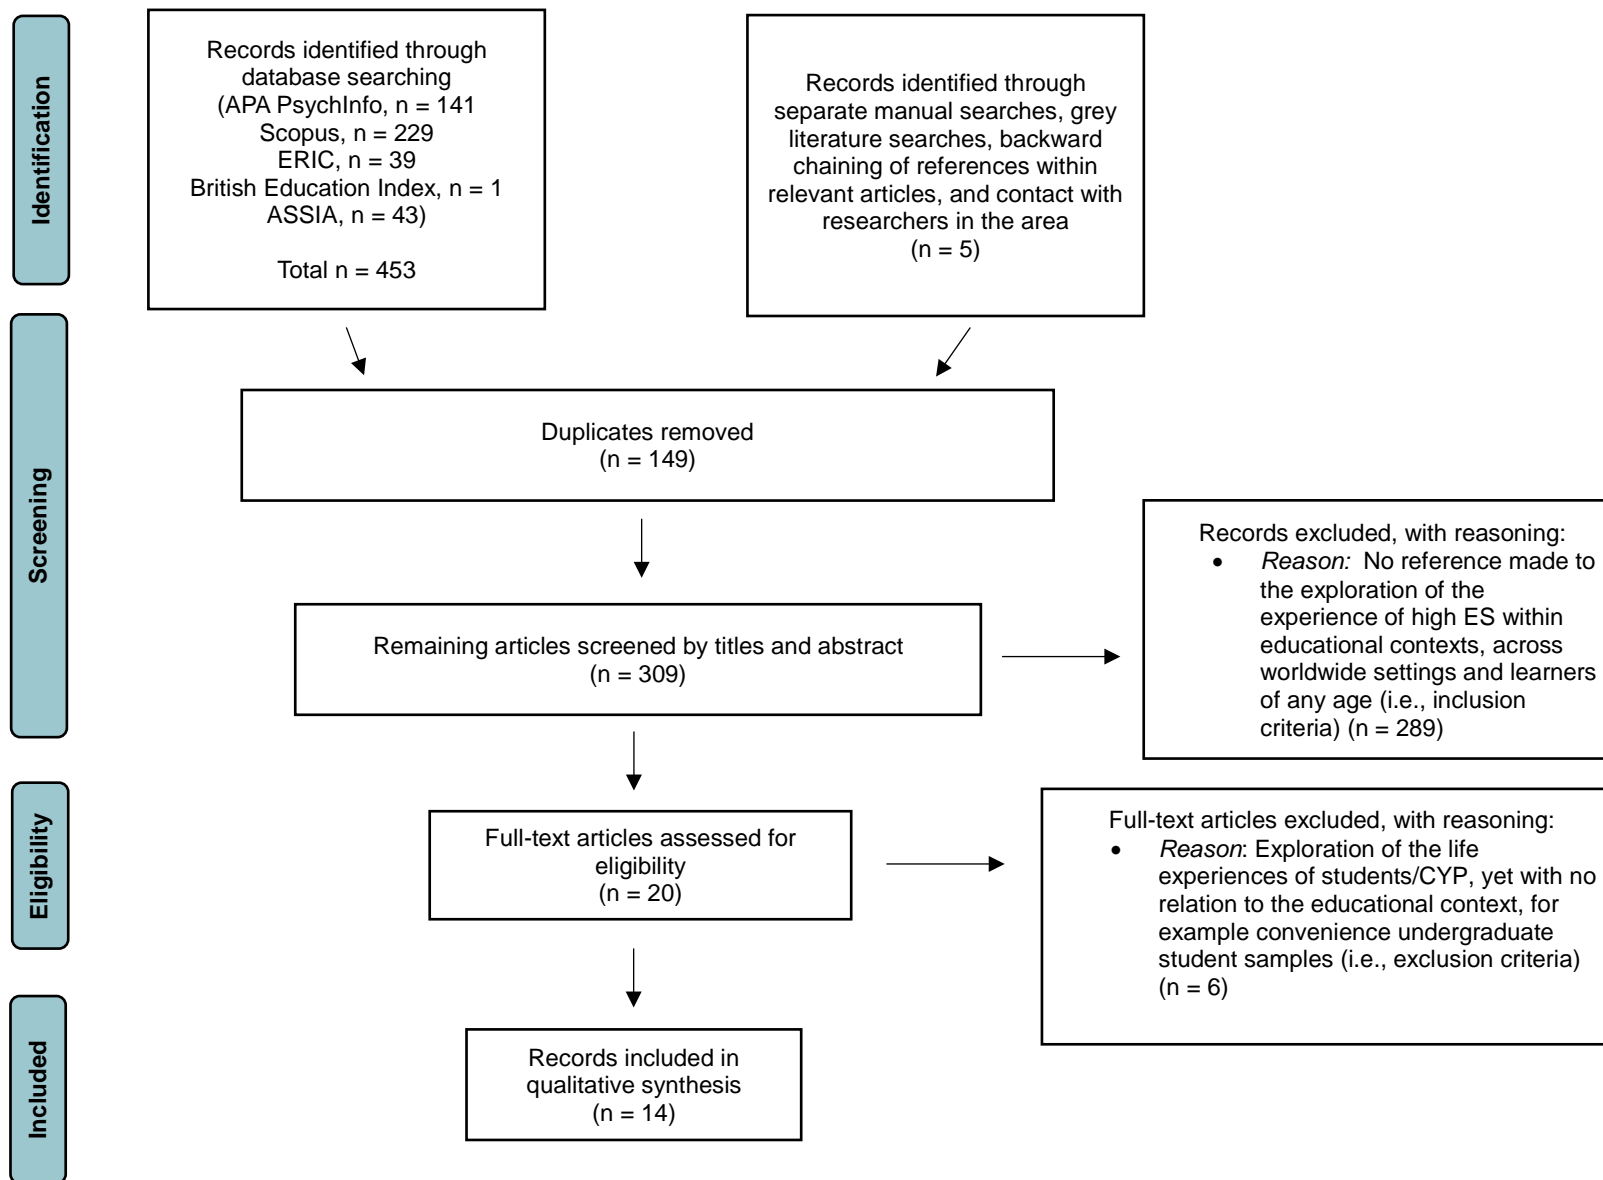 Identification
Records identified through
database searching
(APA PsychInfo, n = 141
Scopus, n = 229
ERIC, n = 39
British Education Index, n = 1
ASSIA, n = 43)
Total n = 453
Records identified through
separate manual searches, grey
literature searches, backward
chaining of references within
relevant articles, and contact with
researchers in the area
(n = 5)
Screening
Duplicates removed
(n = 149)
Remaining articles screened by titles and abstract
(n = 309)
Records excluded, with reasoning:
• Reason: No reference made to
the exploration of the
experience of high ES within
educational contexts, across
worldwide settings and learners
of any age (i.e., inclusion
criteria) (n = 289)
Eligibility
Full-text articles assessed for
eligibility
(n = 20)
Full-text articles excluded, with reasoning:
• Reason: Exploration of the life
experiences of students/CYP, yet with no
relation to the educational context, for
example convenience undergraduate
student samples (i.e., exclusion criteria)
(n = 6)
Included
Records included in
qualitative synthesis
(n = 14)